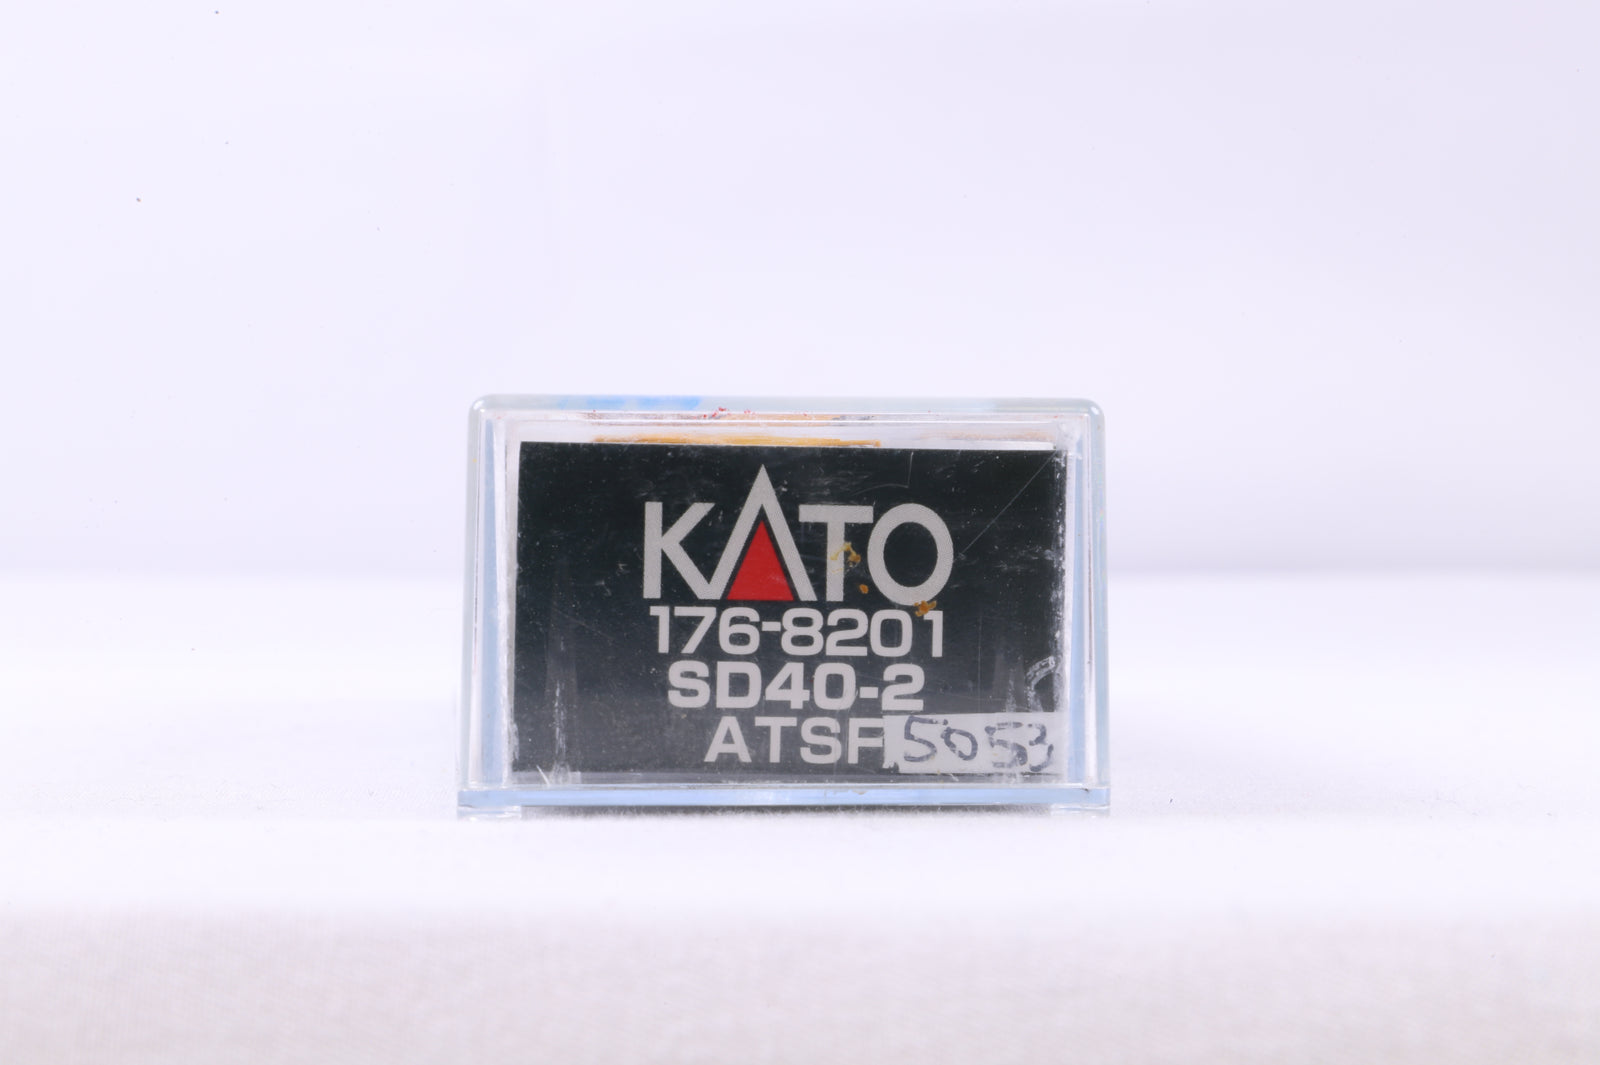 KATO
176-8201
SD40-2
ATSF 5053